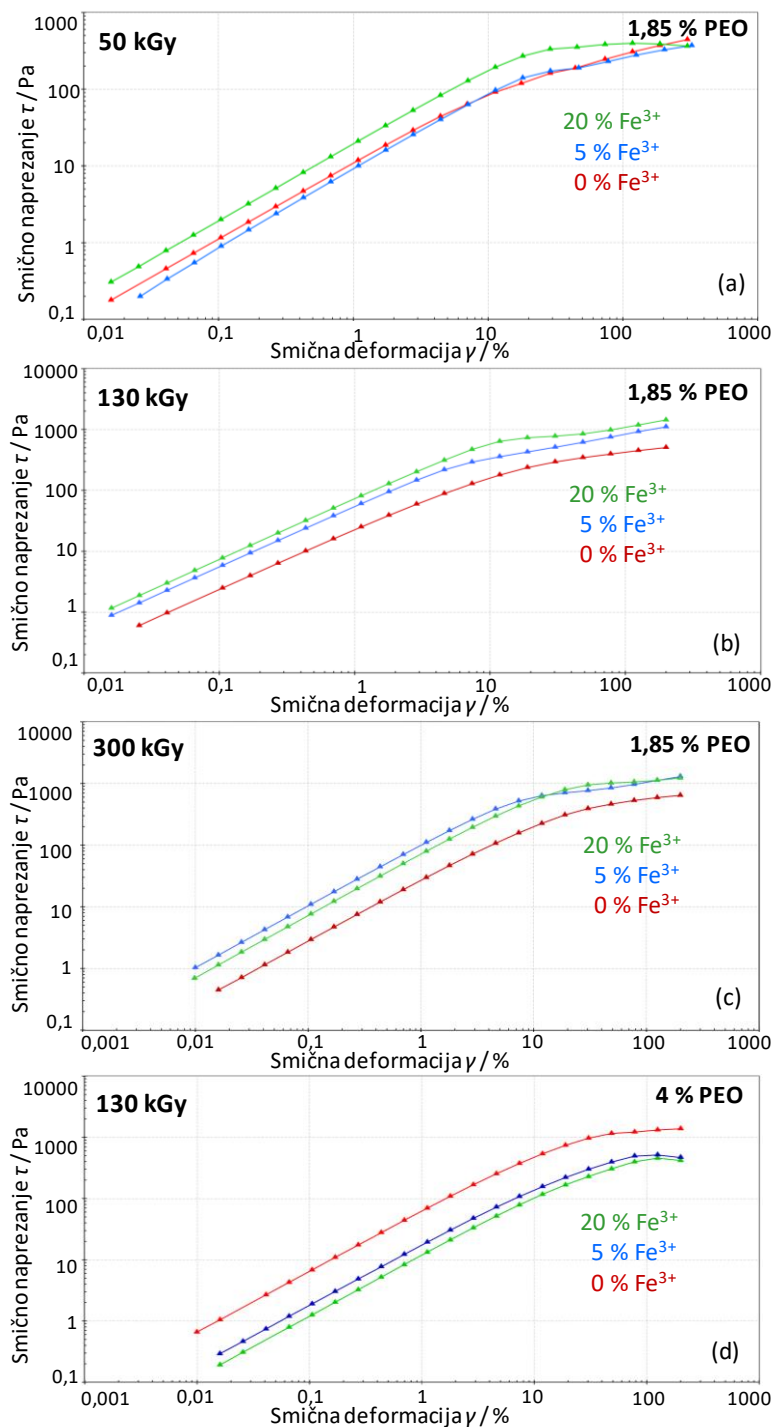 50 kGy
1,85 % PEO
Smično naprezanje τ / Pa
1000
100
10
1
0,1
20 % Fe³⁺
5 % Fe³⁺
0 % Fe³⁺
(a)
0,01 0,1 1 10 100 1000
Smična deformacija γ / %
130 kGy
1,85 % PEO
Smično naprezanje τ / Pa
10000
1000
100
10
1
0,1
20 % Fe³⁺
5 % Fe³⁺
0 % Fe³⁺
(b)
0,01 0,1 1 10 100 1000
Smična deformacija γ / %
300 kGy
1,85 % PEO
Smično naprezanje τ / Pa
10000
1000
100
10
1
0,1
20 % Fe³⁺
5 % Fe³⁺
0 % Fe³⁺
(c)
0,001 0,01 0,1 1 10 100 1000
Smična deformacija γ / %
130 kGy
4 % PEO
Smično naprezanje τ / Pa
10000
1000
100
10
1
0,1
20 % Fe³⁺
5 % Fe³⁺
0 % Fe³⁺
(d)
0,001 0,01 0,1 1 10 100 1000
Smična deformacija γ / %